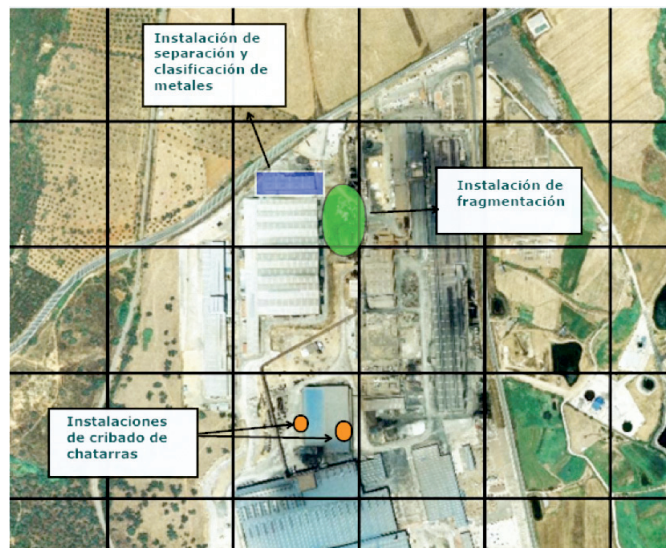 Instalación de
separación y
clasificación de
metales
Instalación de
fragmentación
Instalaciones
de cribado de
chatarras